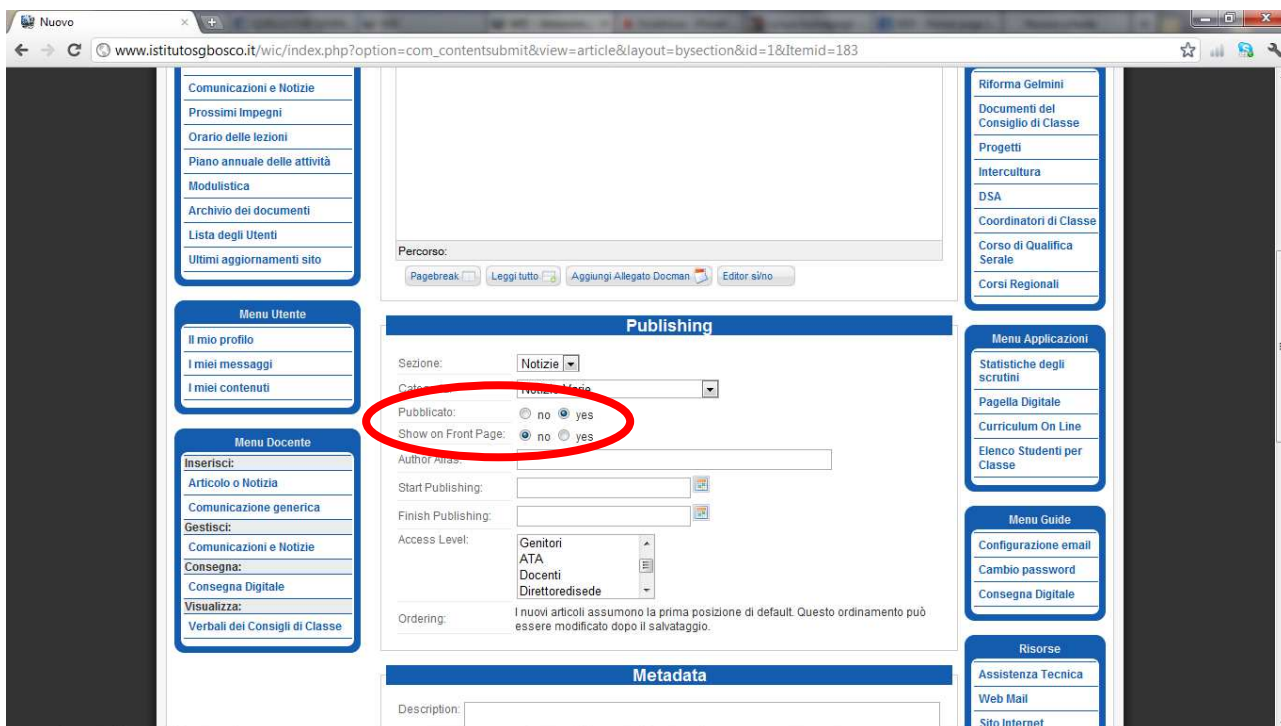 Nuovo
www.istitutosgbosco.it/wic/index.php?option=com_contentsubmit&view=article&layout=bysection&id=1&Itemid=183
Comunicazioni e Notizie
Prossimi Impegni
Orario delle lezioni
Piano annuale delle attività
Modulistica
Archivio dei documenti
Lista degli Utenti
Ultimi aggiornamenti sito
Menu Utente
Il mio profilo
I miei messaggi
I miei contenuti
Menu Docente
Inserisci:
Articolo o Notizia
Comunicazione generica
Gestisci:
Comunicazioni e Notizie
Consegna:
Consegna Digitale
Visualizza:
Verbali dei Consigli di Classe
Percorso:
Pagebreak Leggi tutto Aggiungi Allegato Docman Editor sì/no
Publishing
Sezione: Notizie
Notizie Varie
Pubblicato: no yes
Show on Front Page: no yes
Author Alias:
Start Publishing:
Finish Publishing:
Access Level: Genitori
ATA
Docenti
Direttoredisede
Ordering: I nuovi articoli assumono la prima posizione di default. Questo ordinamento può
essere modificato dopo il salvataggio.
Metadata
Description:
Riforma Gelmini
Documenti del
Consiglio di Classe
Progetti
Intercultura
DSA
Coordinatori di Classe
Corso di Qualifica
Serale
Corsi Regionali
Menu Applicazioni
Statistiche degli
scrutini
Pagella Digitale
Curriculum On Line
Elenco Studenti per
Classe
Menu Guide
Configurazione email
Cambio password
Consegna Digitale
Risorse
Assistenza Tecnica
Web Mail
Sito Internet